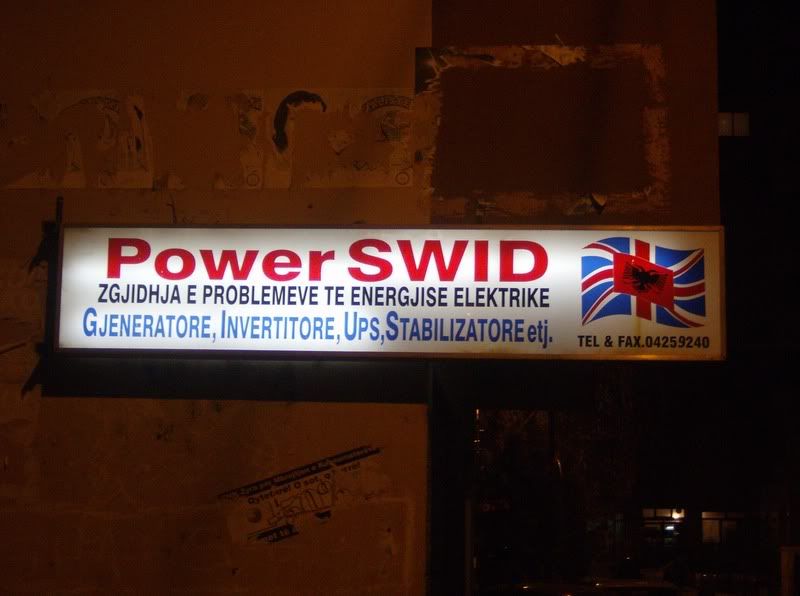 Power SWID
ZGJIDHJA E PROBLEMEVE TE ENERGJISE ELEKTRIKE
GJENERATORE, INVERTITORE, UPS, STABILIZATORE etj.
TEL & FAX.04259240